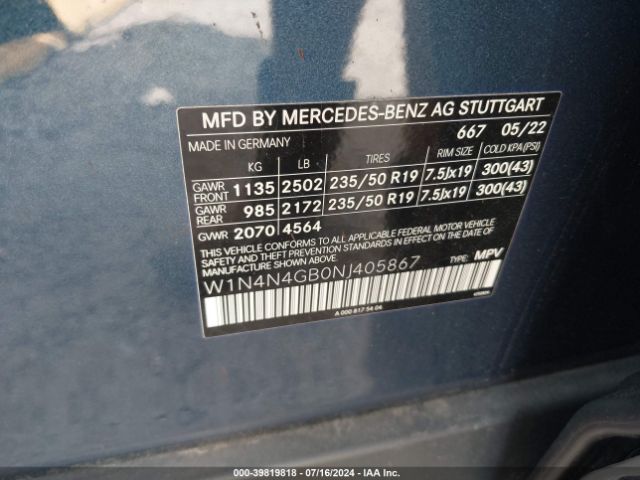 MFD BY MERCEDES-BENZ AG STUTTGART
MADE IN GERMANY 667 05/22
KG LB TIRES RIM SIZE COLD KPA(PSI)
GAWR FRONT 1135 2502 235/50 R19 7.5Jx19 300(43)
GAWR REAR 985 2172 235/50 R19 7.5Jx19 300(43)
GVWR 2070 4564
THIS VEHICLE CONFORMS TO ALL APPLICABLE FEDERAL MOTOR VEHICLE
SAFETY, BUMPER, AND THEFT PREVENTION STANDARDS IN
EFFECT ON THE DATE OF MANUFACTURE SHOWN ABOVE.
W1N4N4GB0NJ405867 TYPE: MPV
A 000 817 54 04
000-39819818 - 07/16/2024 - IAA Inc.